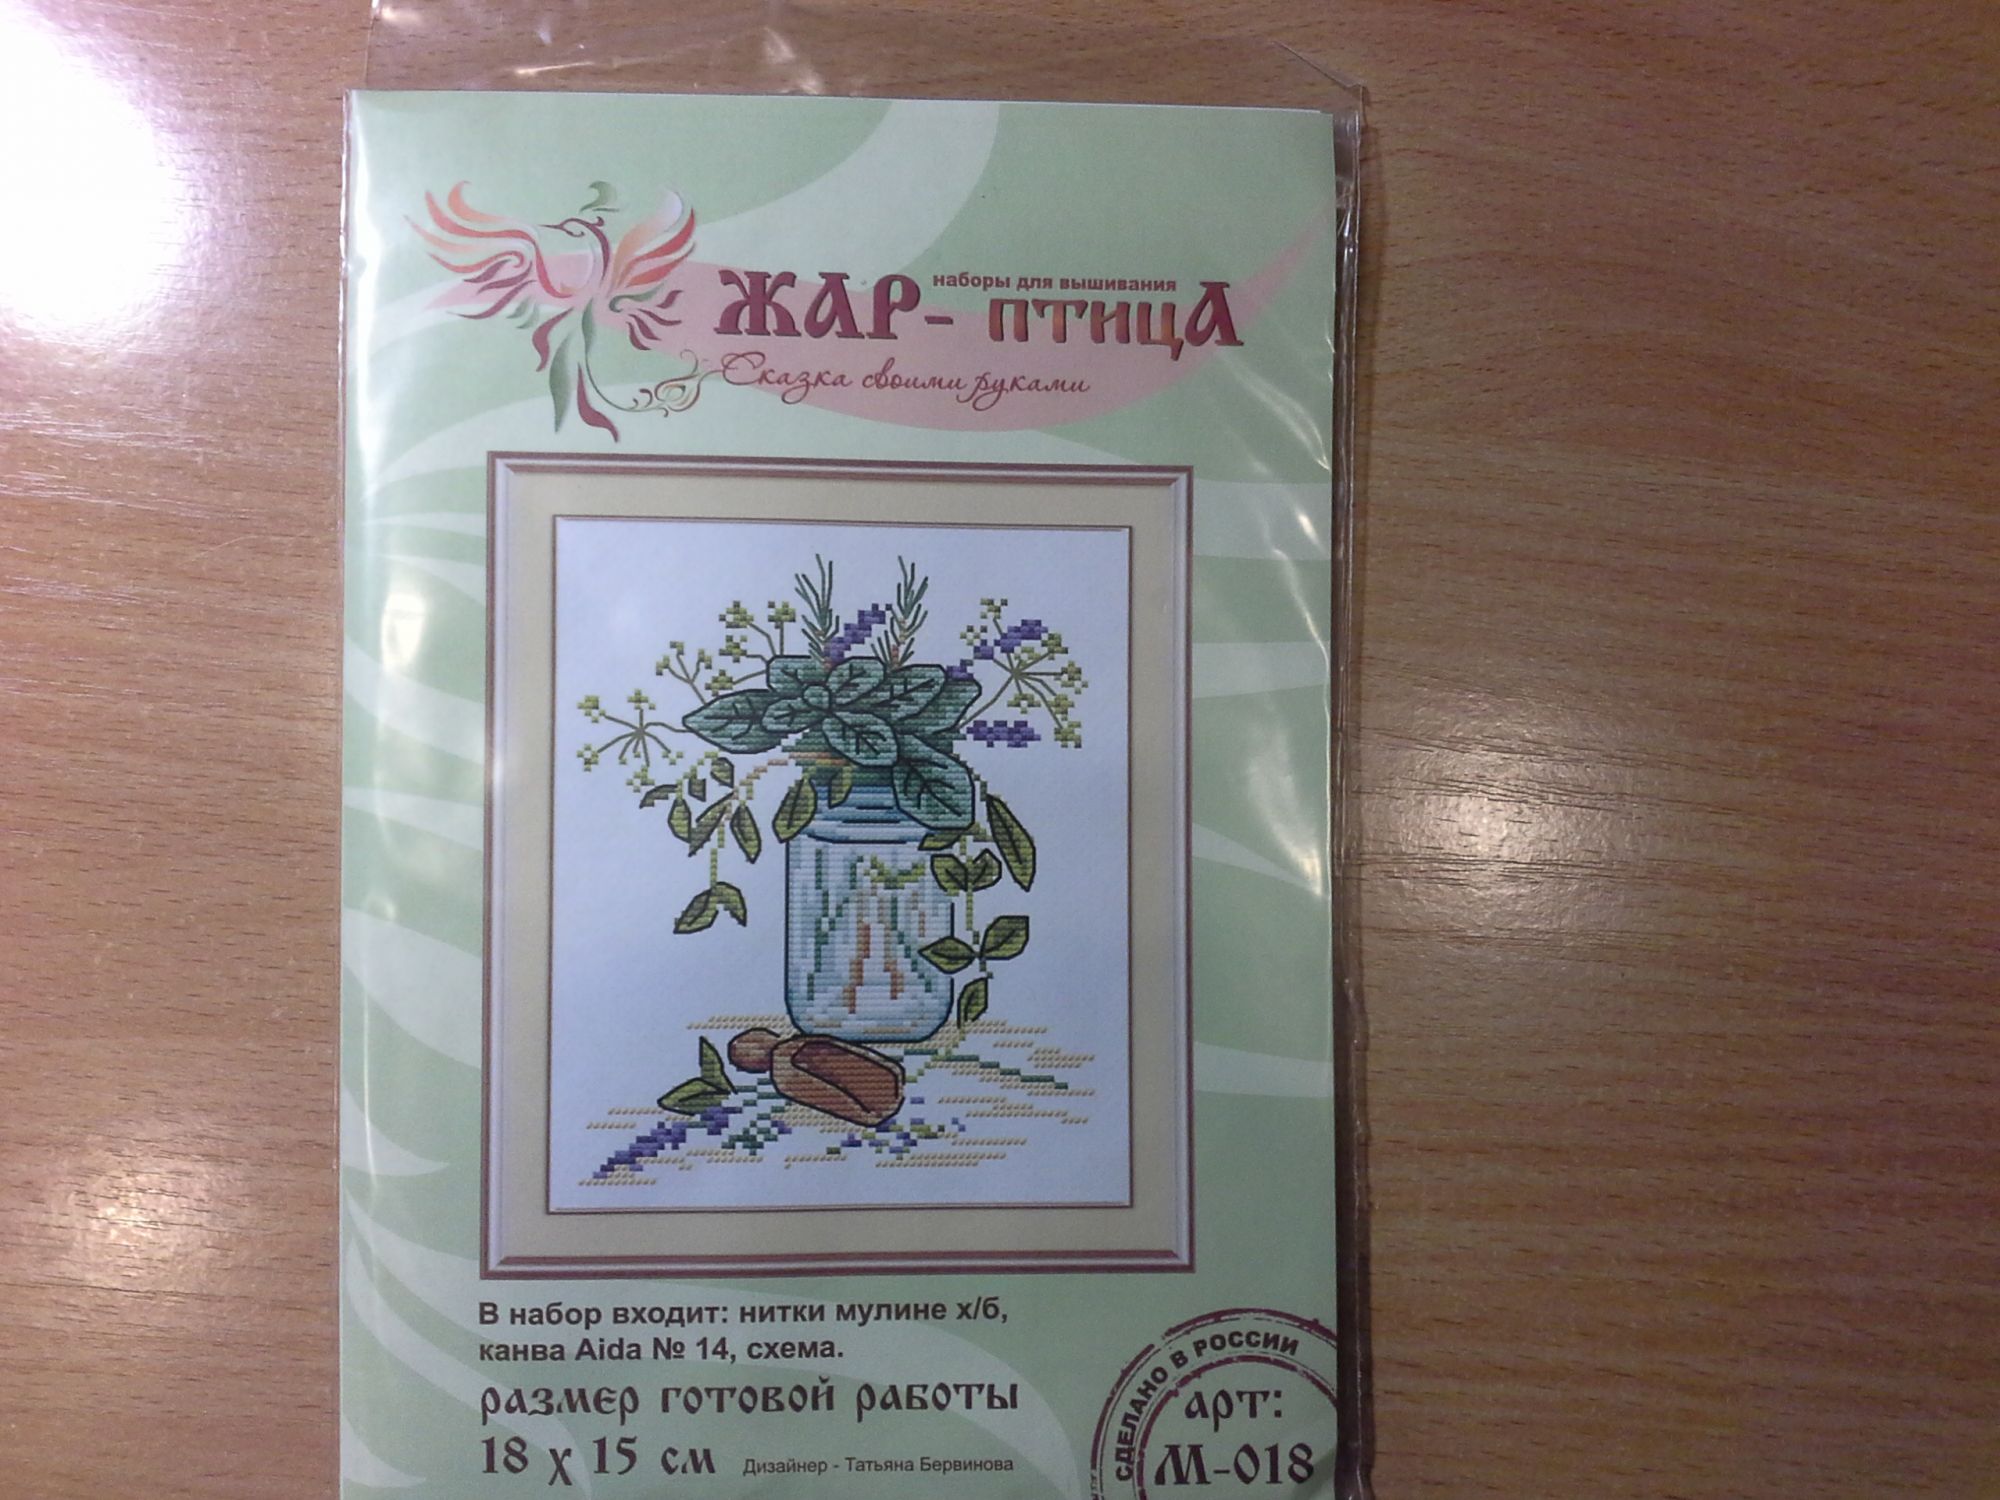 наборы для вышивания
ЖАР-ПТИЦА
Сказка своими руками
В набор входит: нитки мулине х/б,
канва Aida № 14, схема.
размер готовой работы
18 х 15 см
Дизайнер - Татьяна Бервинова
СДЕЛАНО В РОССИИ
арт:
М-018